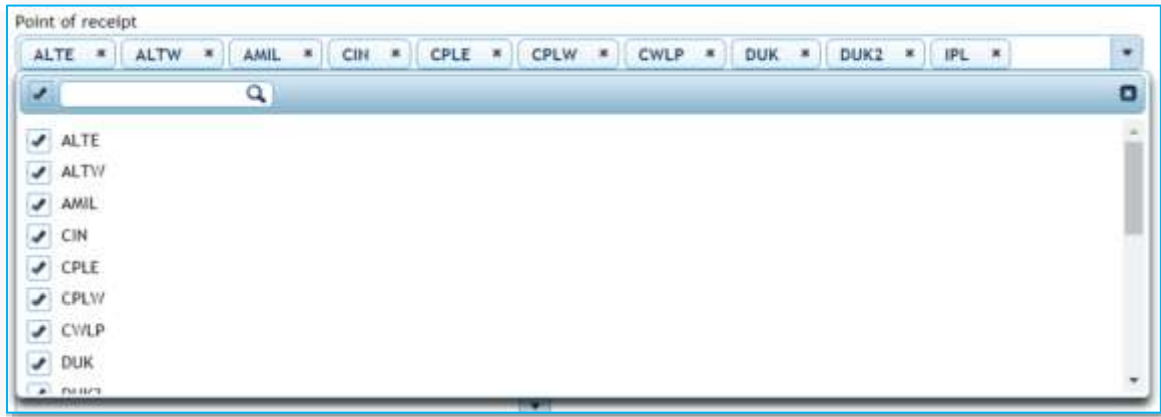 Point of receipt
ALTE ALTW AMIL CIN CPLE CPLW CWLP DUK DUK2 IPL
ALTE
ALTW
AMIL
CIN
CPLE
CPLW
CWLP
DUK
DUK2